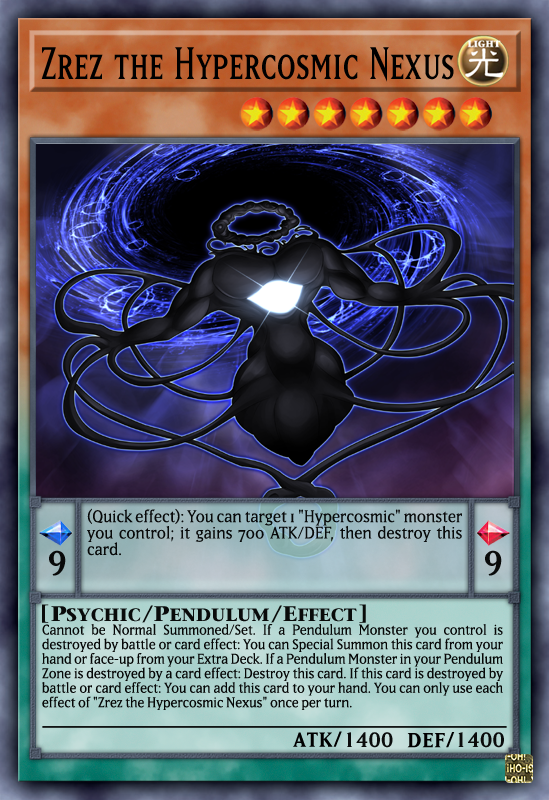 Zrez the Hypercosmic Nexus
LIGHT
光
(Quick effect): You can target 1 "Hypercosmic" monster
you control; it gains 700 ATK/DEF, then destroy this
card.
9
9
[Psychic/Pendulum/Effect]
Cannot be Normal Summoned/Set. If a Pendulum Monster you control is
destroyed by battle or card effect: You can Special Summon this card from your
hand or face-up from your Extra Deck. If a Pendulum Monster in your Pendulum
Zone is destroyed by a card effect: Destroy this card. If this card is destroyed by
battle or card effect: You can add this card to your hand. You can only use each
effect of "Zrez the Hypercosmic Nexus" once per turn.
ATK/1400 DEF/1400